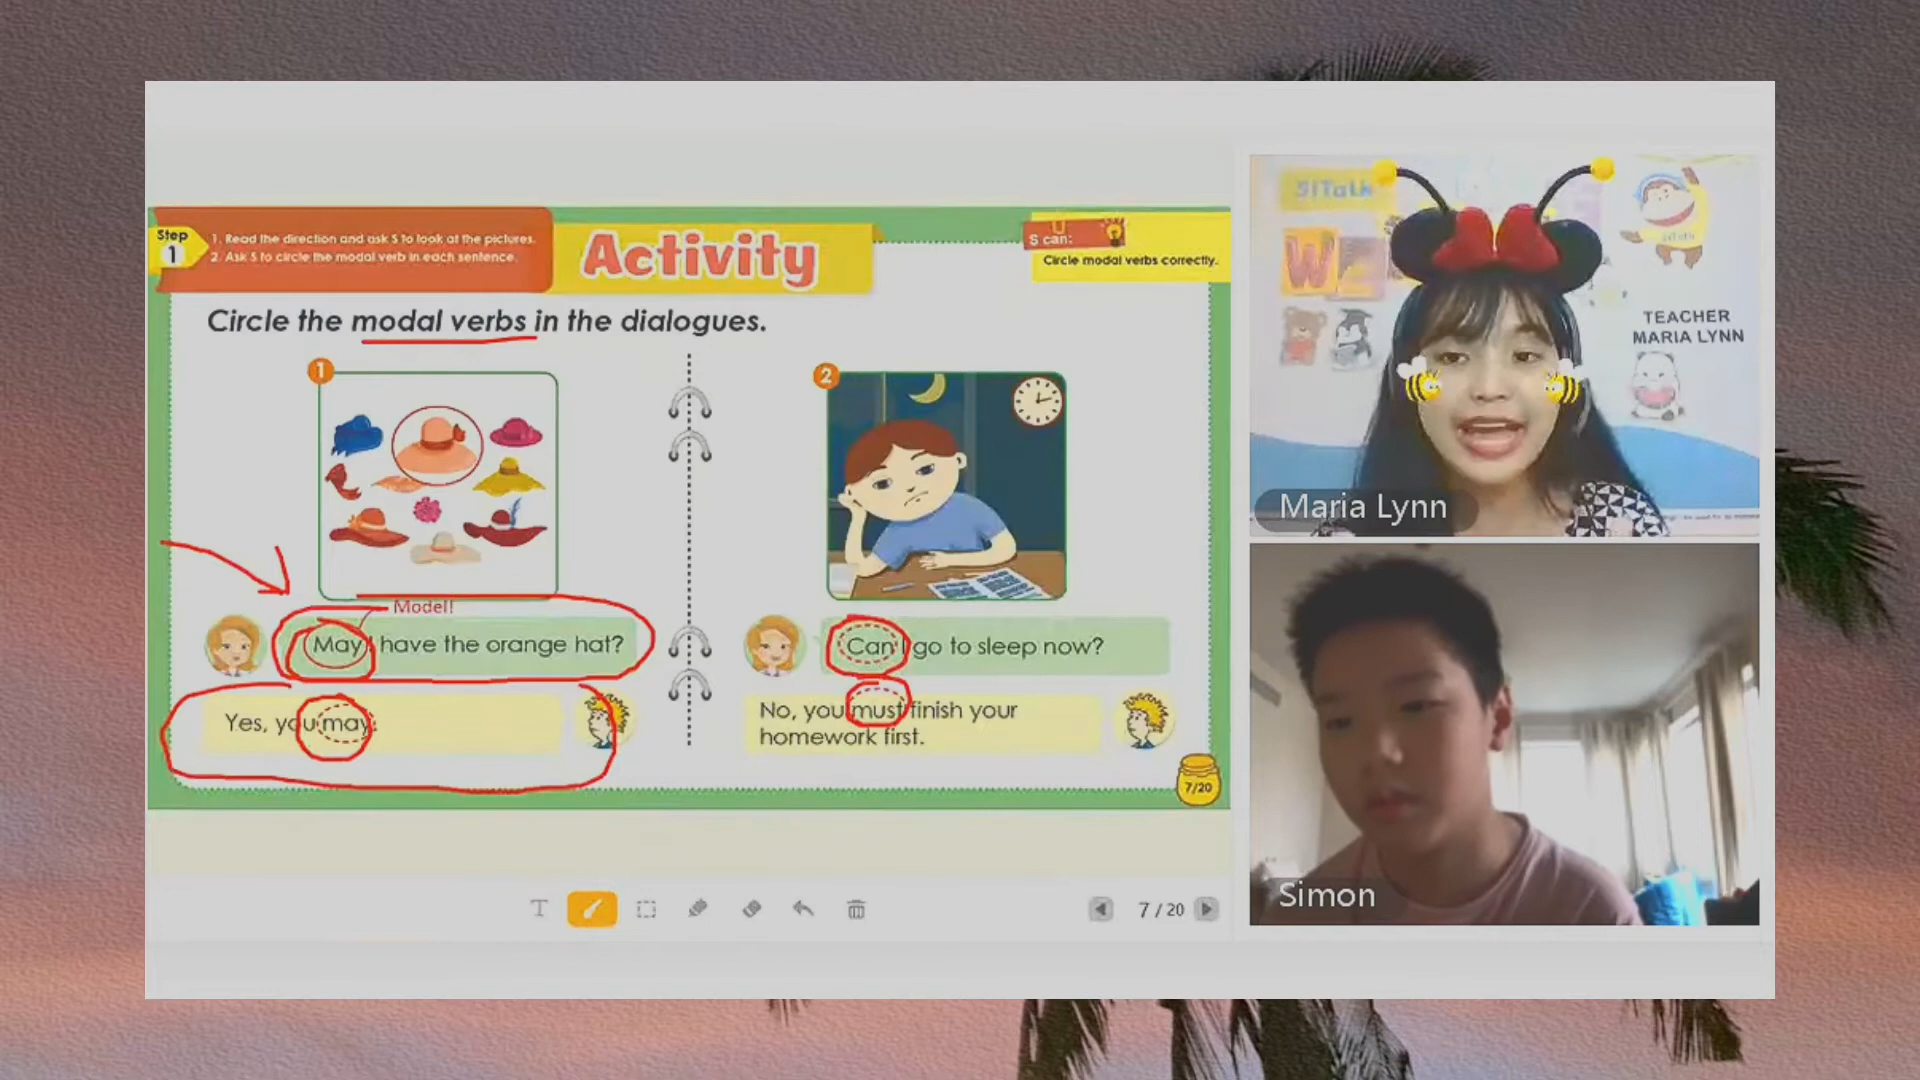 Step
1
1. Read the direction and ask S to look at the pictures.
2. Ask S to circle the modal verb in each sentence.
Activity
S can:
Circle modal verbs correctly.
Circle the modal verbs in the dialogues.
1
Model!
May I have the orange hat?
Yes, you may.
2
Can I go to sleep now?
No, you must finish your
homework first.
7/20
T
7 / 20
51Talk
TEACHER
MARIA LYNN
Maria Lynn
Simon